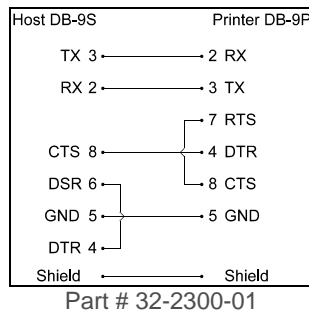 Host DB-9S Printer DB-9P
TX 3 2 RX
RX 2 3 TX
7 RTS
CTS 8 4 DTR
DSR 6 8 CTS
GND 5 5 GND
DTR 4
Shield Shield
Part # 32-2300-01